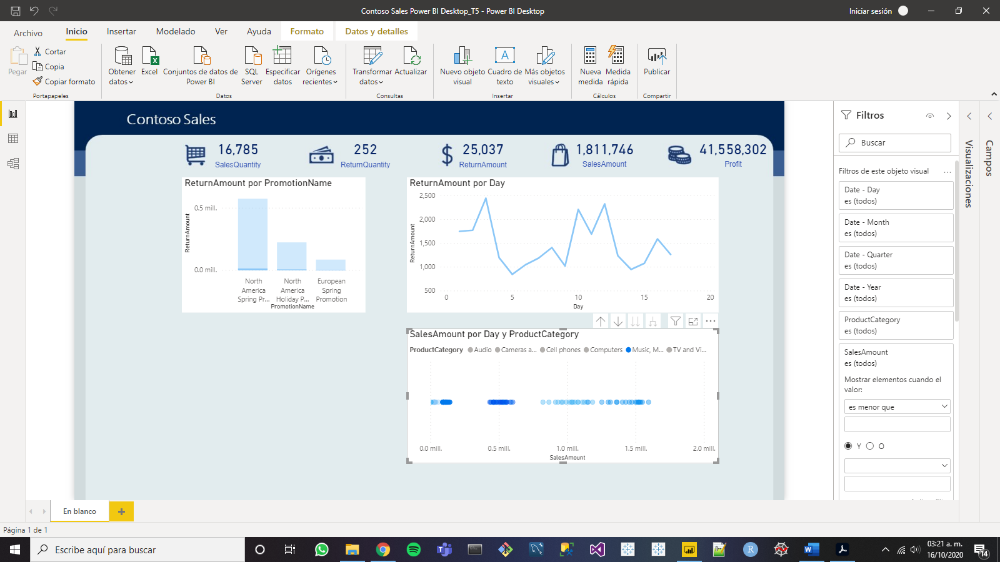 Contoso Sales Power BI Desktop_T5 - Power BI Desktop
Iniciar sesión
Archivo
Inicio
Insertar
Modelado
Ver
Ayuda
Formato
Datos y detalles
Pegar
Cortar
Copia
Copiar formato
Portapapeles
Obtener
datos
Excel
Conjuntos de datos de
Power BI
SQL
Server
Especificar
datos
Orígenes
recientes
Datos
Transformar
datos
Actualizar
Consultas
Nuevo objeto
visual
Cuadro de
texto
Más objetos
visuales
Insertar
Nueva
medida
Medida
rápida
Cálculos
Publicar
Compartir
Contoso Sales
16,785
SalesQuantity
252
ReturnQuantity
25,037
ReturnAmount
1,811,746
SalesAmount
41,558,302
Profit
ReturnAmount por PromotionName
ReturnAmount
0.5 mill.
0.0 mill.
North
America
Spring Pr...
North
America
Holiday P...
European
Spring
Promotion
PromotionName
ReturnAmount por Day
ReturnAmount
2,500
2,000
1,500
1,000
500
0
5
10
15
20
Day
SalesAmount por Day y ProductCategory
ProductCategory Audio Cameras a... Cell phones Computers Music, M... TV and Vi...
0.0 mill.
0.5 mill.
1.0 mill.
1.5 mill.
2.0 mill.
SalesAmount
Filtros
Buscar
Filtros de este objeto visual
Date - Day
es (todos)
Date - Month
es (todos)
Date - Quarter
es (todos)
Date - Year
es (todos)
ProductCategory
es (todos)
SalesAmount
es (todos)
Mostrar elementos cuando el
valor:
es menor que
Y O
Visualizaciones
Campos
En blanco
Página 1 de 1
Escribe aquí para buscar
03:21 a. m.
16/10/2020
14